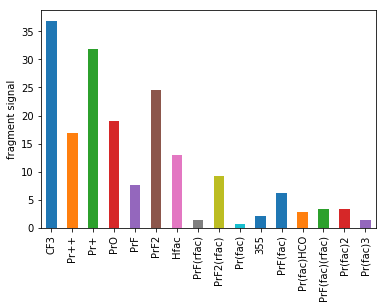 fragment signal
35
30
25
20
15
10
5
0
CF3
Pr++
Pr+
PrO
PrF
PrF2
Hfac
PrF(rfac)
PrF2(rfac)
Pr(fac)
355
PrF(fac)
Pr(fac)HCO
PrF(fac)(rfac)
Pr(fac)2
Pr(fac)3